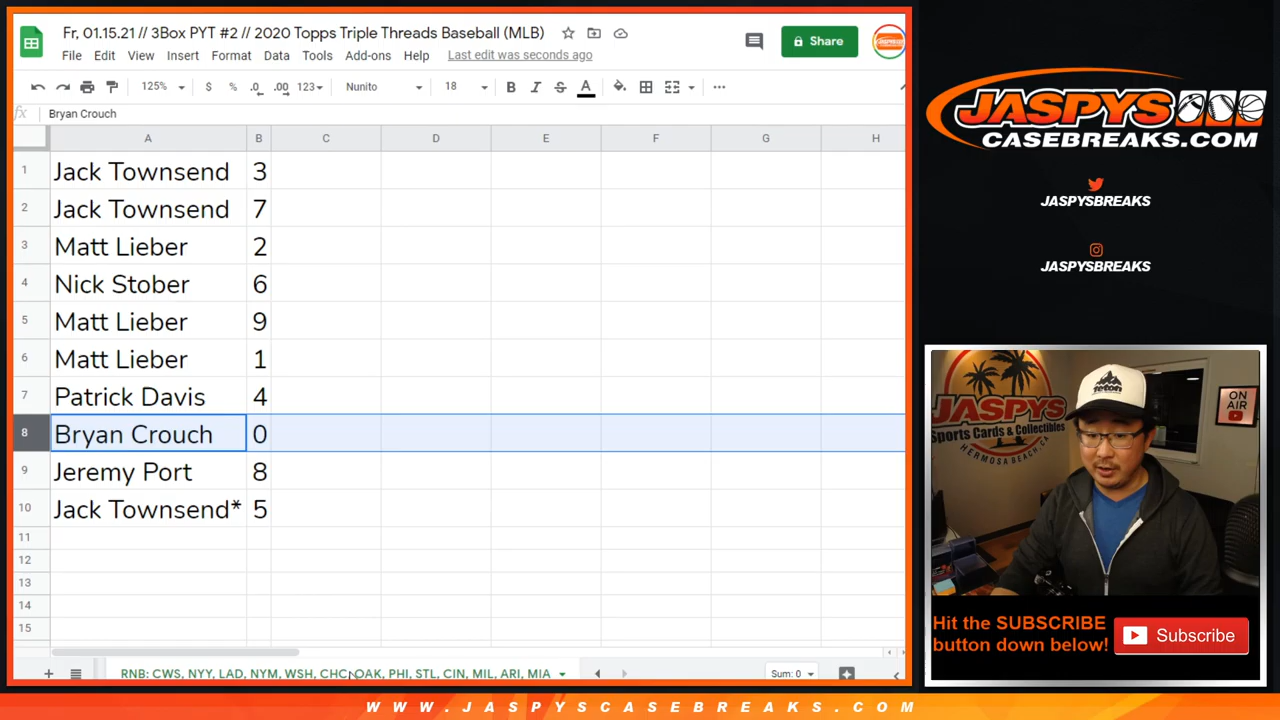 Fr, 01.15.21 // 3Box PYT #2 // 2020 Topps Triple Threads Baseball (MLB)
Share
File Edit View Insert Format Data Tools Add-ons Help Last edit was seconds ago
125% $ % .0 .00 123 Nunito 18 B I S A
fx Bryan Crouch
A B C D E F G H
1 Jack Townsend 3
2 Jack Townsend 7
3 Matt Lieber 2
4 Nick Stober 6
5 Matt Lieber 9
6 Matt Lieber 1
7 Patrick Davis 4
8 Bryan Crouch 0
9 Jeremy Port 8
10 Jack Townsend* 5
11
12
13
14
15
RNB: CWS, NYY, LAD, NYM, WSH, CHC, OAK, PHI, STL, CIN, MIL, ARI, MIA
Sum: 0
JASPYS
CASEBREAKS.COM
JASPYSBREAKS
JASPYSBREAKS
JASPYS
Sports Cards & Collectibles
HERMOSA BEACH, CA
ON AIR
Hit the SUBSCRIBE
button down below!
Subscribe
WWW.JASPYSCASEBREAKS.COM